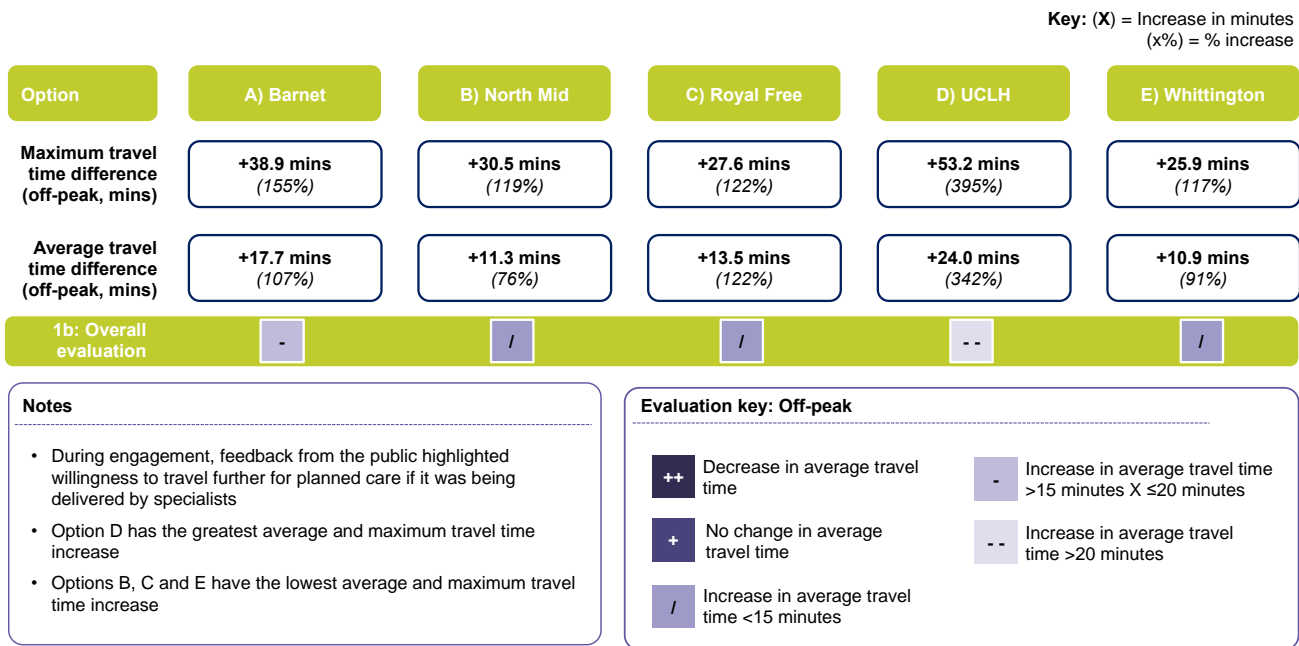 Key: (X) = Increase in minutes
(x%) = % increase
Option
A) Barnet
B) North Mid
C) Royal Free
D) UCLH
E) Whittington
Maximum travel
time difference
(off-peak, mins)
+38.9 mins
(155%)
+30.5 mins
(119%)
+27.6 mins
(122%)
+53.2 mins
(395%)
+25.9 mins
(117%)
Average travel
time difference
(off-peak, mins)
+17.7 mins
(107%)
+11.3 mins
(76%)
+13.5 mins
(122%)
+24.0 mins
(342%)
+10.9 mins
(91%)
1b: Overall
evaluation
-
/
/
- -
/
Notes
• During engagement, feedback from the public highlighted
willingness to travel further for planned care if it was being
delivered by specialists
• Option D has the greatest average and maximum travel time
increase
• Options B, C and E have the lowest average and maximum travel
time increase
Evaluation key: Off-peak
++
Decrease in average travel
time
+
No change in average
travel time
/
Increase in average travel
time <15 minutes
-
Increase in average travel time
>15 minutes X ≤20 minutes
- -
Increase in average travel
time >20 minutes